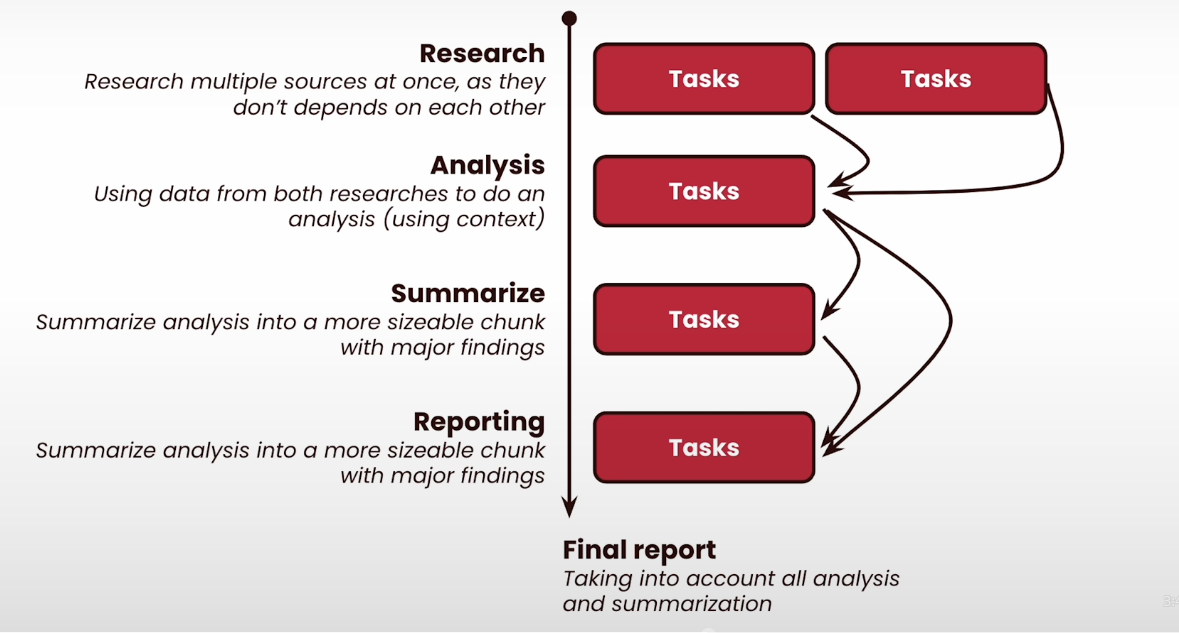 Research
Research multiple sources at once, as they
don't depends on each other
Tasks
Tasks
Analysis
Using data from both researches to do an
analysis (using context)
Tasks
Summarize
Summarize analysis into a more sizeable chunk
with major findings
Tasks
Reporting
Summarize analysis into a more sizeable chunk
with major findings
Tasks
Final report
Taking into account all analysis
and summarization